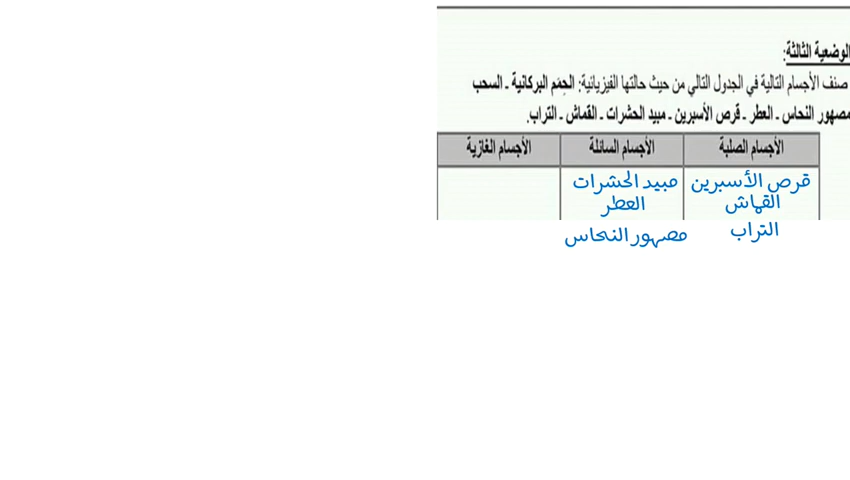 الوضعية الثالثة:
صنف الأجسام التالية في الجدول التالي من حيث حالتها الفيزيائية: الحِمَم البركانية ـ السحب
مصهور النحاس ـ العطر ـ قرص الأسبرين ـ مبيد الحشرات ـ القماش ـ التراب.
الأجسام الصلبة الأجسام السائلة الأجسام الغازية
قرص الأسبرين مبيد الحشرات
القماش العطر
التراب مصهور النحاس